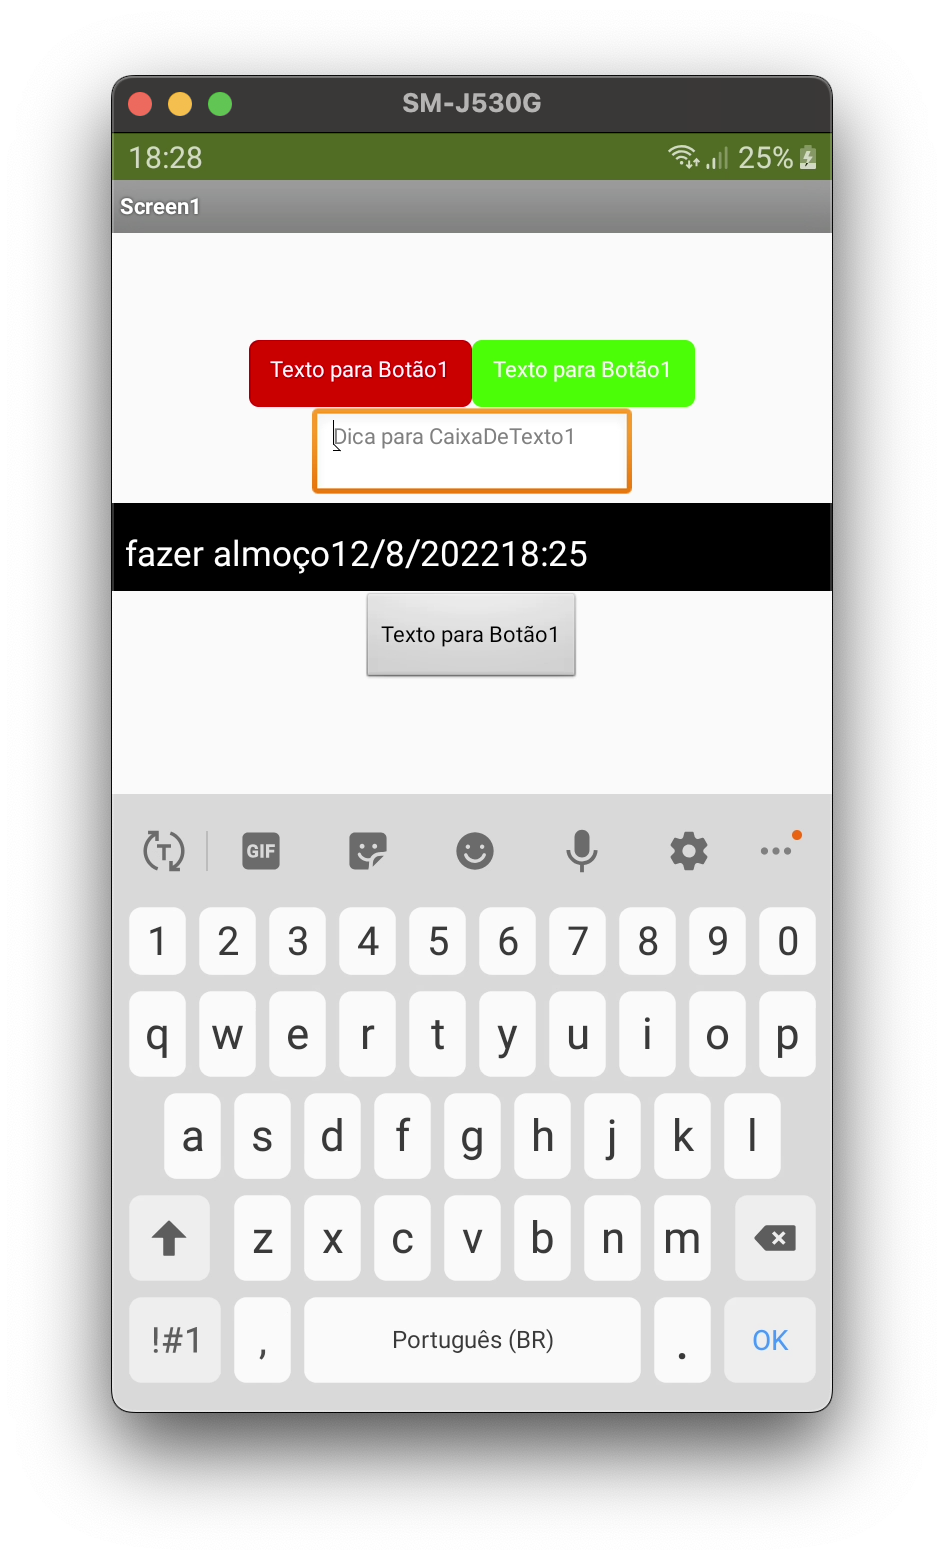 SM-J530G
18:28 25%
Screen1
Texto para Botão1 Texto para Botão1
Dica para CaixaDeTexto1
fazer almoço12/8/202218:25
Texto para Botão1
T GIF
1 2 3 4 5 6 7 8 9 0
q w e r t y u i o p
a s d f g h j k l
z x c v b n m
!#1 , Português (BR) . OK